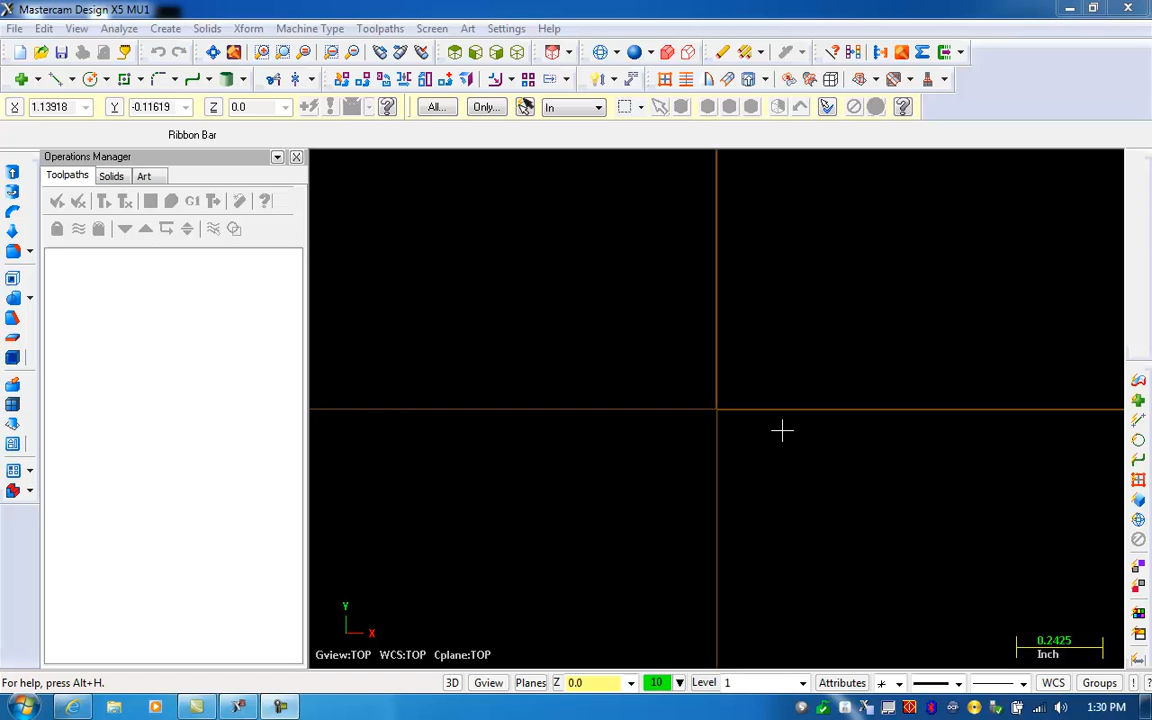 Mastercam Design X5 MU1
File Edit View Analyze Create Solids Xform Machine Type Toolpaths Screen Art Settings Help
X 1.13918 Y -0.11619 Z 0.0 All... Only... In
Ribbon Bar
Operations Manager
Toolpaths Solids Art
G1
Y
X
Gview:TOP WCS:TOP Cplane:TOP
0.2425
Inch
For help, press Alt+H. 3D Gview Planes Z 0.0 10 Level 1 Attributes WCS Groups ! ?
1:30 PM